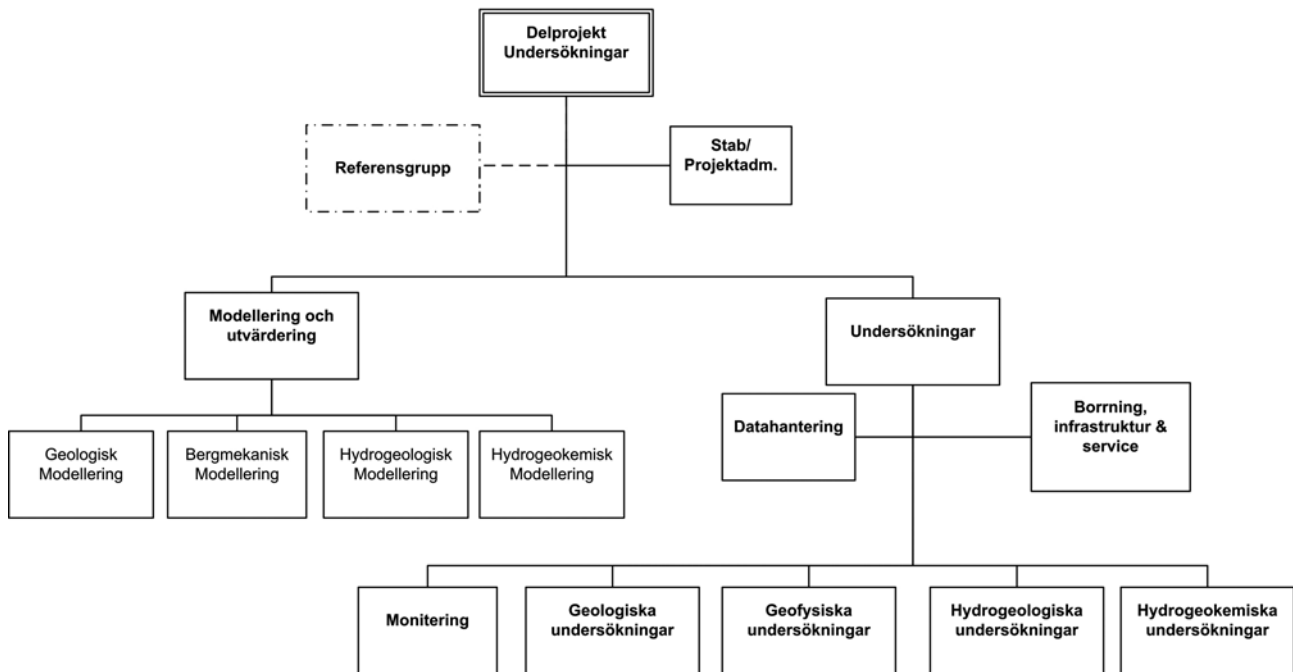 Delprojekt
Undersökningar
Referensgrupp
Stab/
Projektadm.
Modellering och
utvärdering
Undersökningar
Datahantering
Borrning,
infrastruktur &
service
Geologisk
Modellering
Bergmekanisk
Modellering
Hydrogeologisk
Modellering
Hydrogeokemisk
Modellering
Monitering
Geologiska
undersökningar
Geofysiska
undersökningar
Hydrogeologiska
undersökningar
Hydrogeokemiska
undersökningar